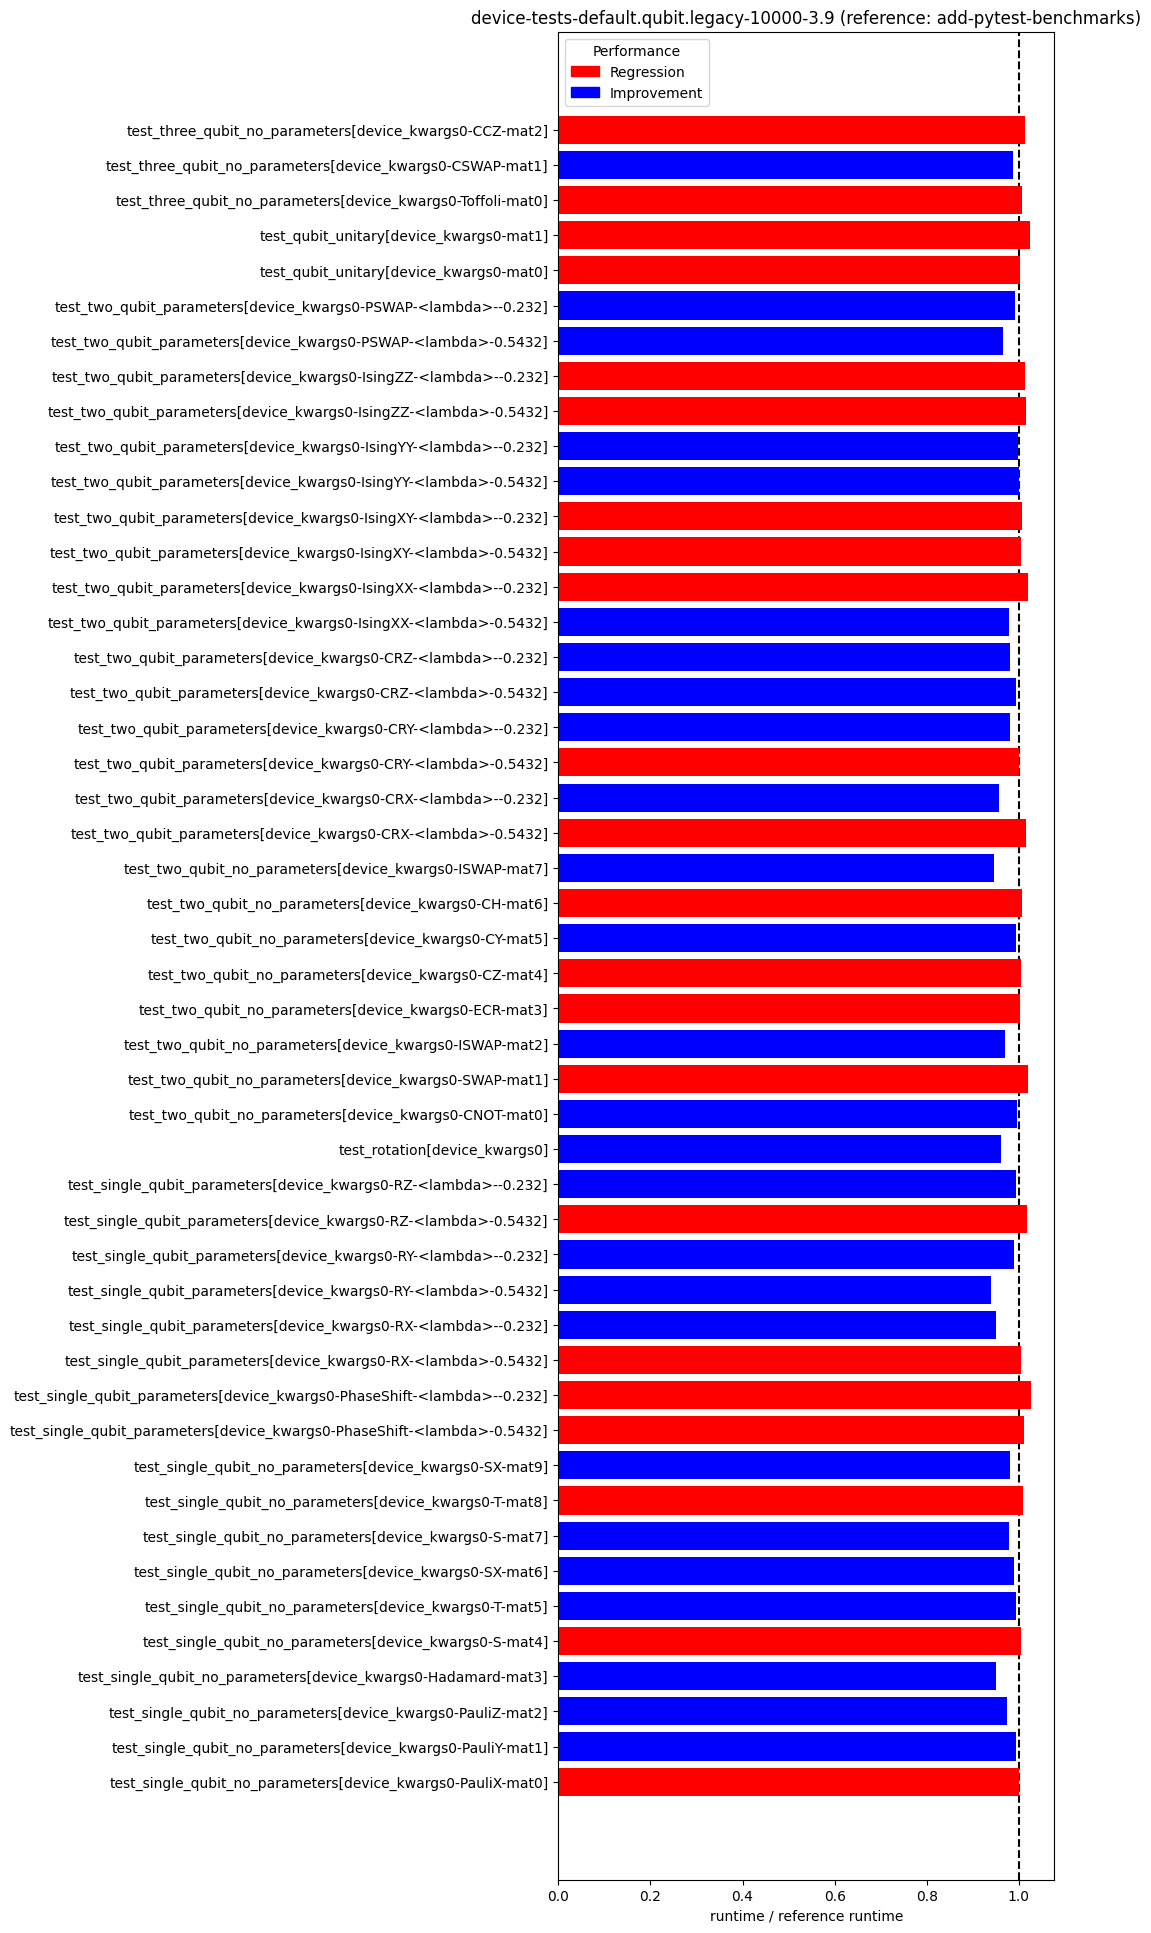 device-tests-default.qubit.legacy-10000-3.9 (reference: add-pytest-benchmarks)
Performance
Regression
Improvement
test_three_qubit_no_parameters[device_kwargs0-CCZ-mat2]
test_three_qubit_no_parameters[device_kwargs0-CSWAP-mat1]
test_three_qubit_no_parameters[device_kwargs0-Toffoli-mat0]
test_qubit_unitary[device_kwargs0-mat1]
test_qubit_unitary[device_kwargs0-mat0]
test_two_qubit_parameters[device_kwargs0-PSWAP-<lambda>--0.232]
test_two_qubit_parameters[device_kwargs0-PSWAP-<lambda>-0.5432]
test_two_qubit_parameters[device_kwargs0-IsingZZ-<lambda>--0.232]
test_two_qubit_parameters[device_kwargs0-IsingZZ-<lambda>-0.5432]
test_two_qubit_parameters[device_kwargs0-IsingYY-<lambda>--0.232]
test_two_qubit_parameters[device_kwargs0-IsingYY-<lambda>-0.5432]
test_two_qubit_parameters[device_kwargs0-IsingXY-<lambda>--0.232]
test_two_qubit_parameters[device_kwargs0-IsingXY-<lambda>-0.5432]
test_two_qubit_parameters[device_kwargs0-IsingXX-<lambda>--0.232]
test_two_qubit_parameters[device_kwargs0-IsingXX-<lambda>-0.5432]
test_two_qubit_parameters[device_kwargs0-CRZ-<lambda>--0.232]
test_two_qubit_parameters[device_kwargs0-CRZ-<lambda>-0.5432]
test_two_qubit_parameters[device_kwargs0-CRY-<lambda>--0.232]
test_two_qubit_parameters[device_kwargs0-CRY-<lambda>-0.5432]
test_two_qubit_parameters[device_kwargs0-CRX-<lambda>--0.232]
test_two_qubit_parameters[device_kwargs0-CRX-<lambda>-0.5432]
test_two_qubit_no_parameters[device_kwargs0-ISWAP-mat7]
test_two_qubit_no_parameters[device_kwargs0-CH-mat6]
test_two_qubit_no_parameters[device_kwargs0-CY-mat5]
test_two_qubit_no_parameters[device_kwargs0-CZ-mat4]
test_two_qubit_no_parameters[device_kwargs0-ECR-mat3]
test_two_qubit_no_parameters[device_kwargs0-ISWAP-mat2]
test_two_qubit_no_parameters[device_kwargs0-SWAP-mat1]
test_two_qubit_no_parameters[device_kwargs0-CNOT-mat0]
test_rotation[device_kwargs0]
test_single_qubit_parameters[device_kwargs0-RZ-<lambda>--0.232]
test_single_qubit_parameters[device_kwargs0-RZ-<lambda>-0.5432]
test_single_qubit_parameters[device_kwargs0-RY-<lambda>--0.232]
test_single_qubit_parameters[device_kwargs0-RY-<lambda>-0.5432]
test_single_qubit_parameters[device_kwargs0-RX-<lambda>--0.232]
test_single_qubit_parameters[device_kwargs0-RX-<lambda>-0.5432]
test_single_qubit_parameters[device_kwargs0-PhaseShift-<lambda>--0.232]
test_single_qubit_parameters[device_kwargs0-PhaseShift-<lambda>-0.5432]
test_single_qubit_no_parameters[device_kwargs0-SX-mat9]
test_single_qubit_no_parameters[device_kwargs0-T-mat8]
test_single_qubit_no_parameters[device_kwargs0-S-mat7]
test_single_qubit_no_parameters[device_kwargs0-SX-mat6]
test_single_qubit_no_parameters[device_kwargs0-T-mat5]
test_single_qubit_no_parameters[device_kwargs0-S-mat4]
test_single_qubit_no_parameters[device_kwargs0-Hadamard-mat3]
test_single_qubit_no_parameters[device_kwargs0-PauliZ-mat2]
test_single_qubit_no_parameters[device_kwargs0-PauliY-mat1]
test_single_qubit_no_parameters[device_kwargs0-PauliX-mat0]
0.0 0.2 0.4 0.6 0.8 1.0
runtime / reference runtime